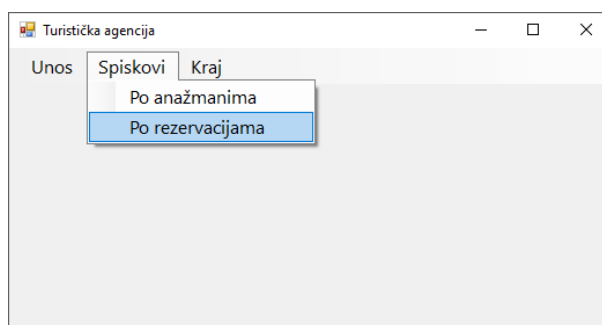 Turistička agencija
Unos Spiskovi Kraj
Po anažmanima
Po rezervacijama